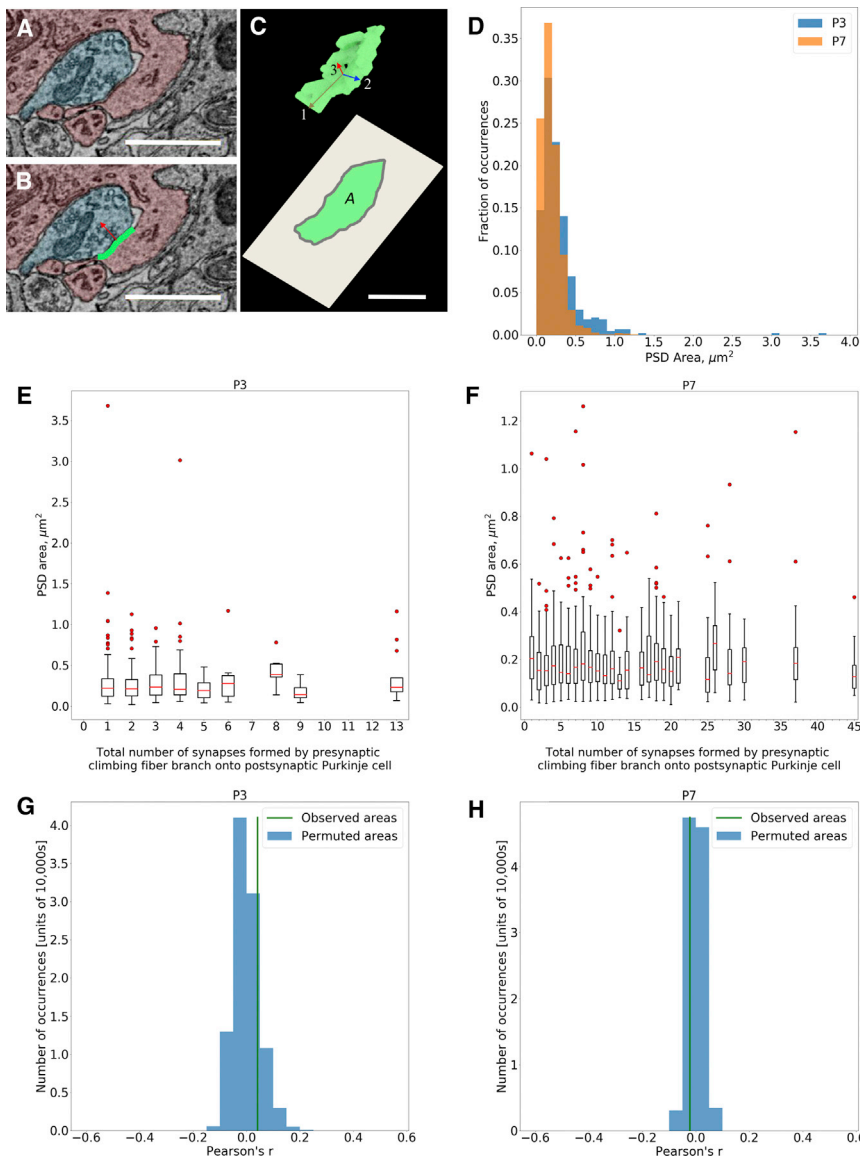 A
B
C
3
2
1
A
D
P3
P7
Fraction of occurrences
0.35
0.30
0.25
0.20
0.15
0.10
0.05
0.00
0.0 0.5 1.0 1.5 2.0 2.5 3.0 3.5 4.0
PSD Area, μm²
E
P3
PSD area, μm²
3.5
3.0
2.5
2.0
1.5
1.0
0.5
0.0
0 1 2 3 4 5 6 7 8 9 10 11 12 13
Total number of synapses formed by presynaptic
climbing fiber branch onto postsynaptic Purkinje cell
F
P7
PSD area, μm²
1.2
1.0
0.8
0.6
0.4
0.2
0.0
0 5 10 15 20 25 30 35 40 45
Total number of synapses formed by presynaptic
climbing fiber branch onto postsynaptic Purkinje cell
G
P3
Observed areas
Permuted areas
Number of occurrences [units of 10,000s]
4.0
3.5
3.0
2.5
2.0
1.5
1.0
0.5
0.0
−0.6 −0.4 −0.2 0.0 0.2 0.4 0.6
Pearson's r
H
P7
Observed areas
Permuted areas
Number of occurrences [units of 10,000s]
4
3
2
1
0
−0.6 −0.4 −0.2 0.0 0.2 0.4 0.6
Pearson's r